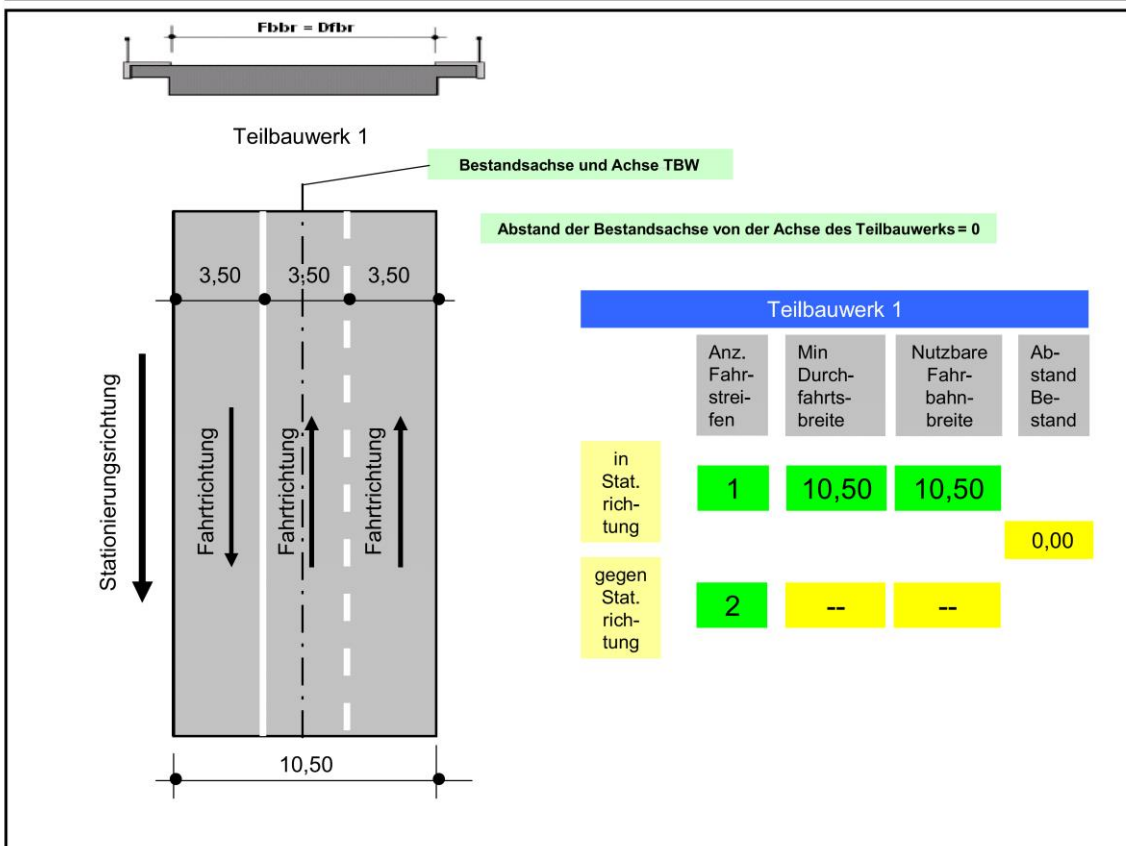 Fbbr = Dfbr
Teilbauwerk 1
Bestandsachse und Achse TBW
Abstand der Bestandsachse von der Achse des Teilbauwerks = 0
3,50
3,50
3,50
Stationierungsrichtung
Fahrtrichtung
Fahrtrichtung
Fahrtrichtung
10,50
Teilbauwerk 1
Anz.
Fahr-
strei-
fen
Min
Durch-
fahrts-
breite
Nutzbare
Fahr-
bahn-
breite
Ab-
stand
Be-
stand
in
Stat.
rich-
tung
1
10,50
10,50
0,00
gegen
Stat.
rich-
tung
2
--
--